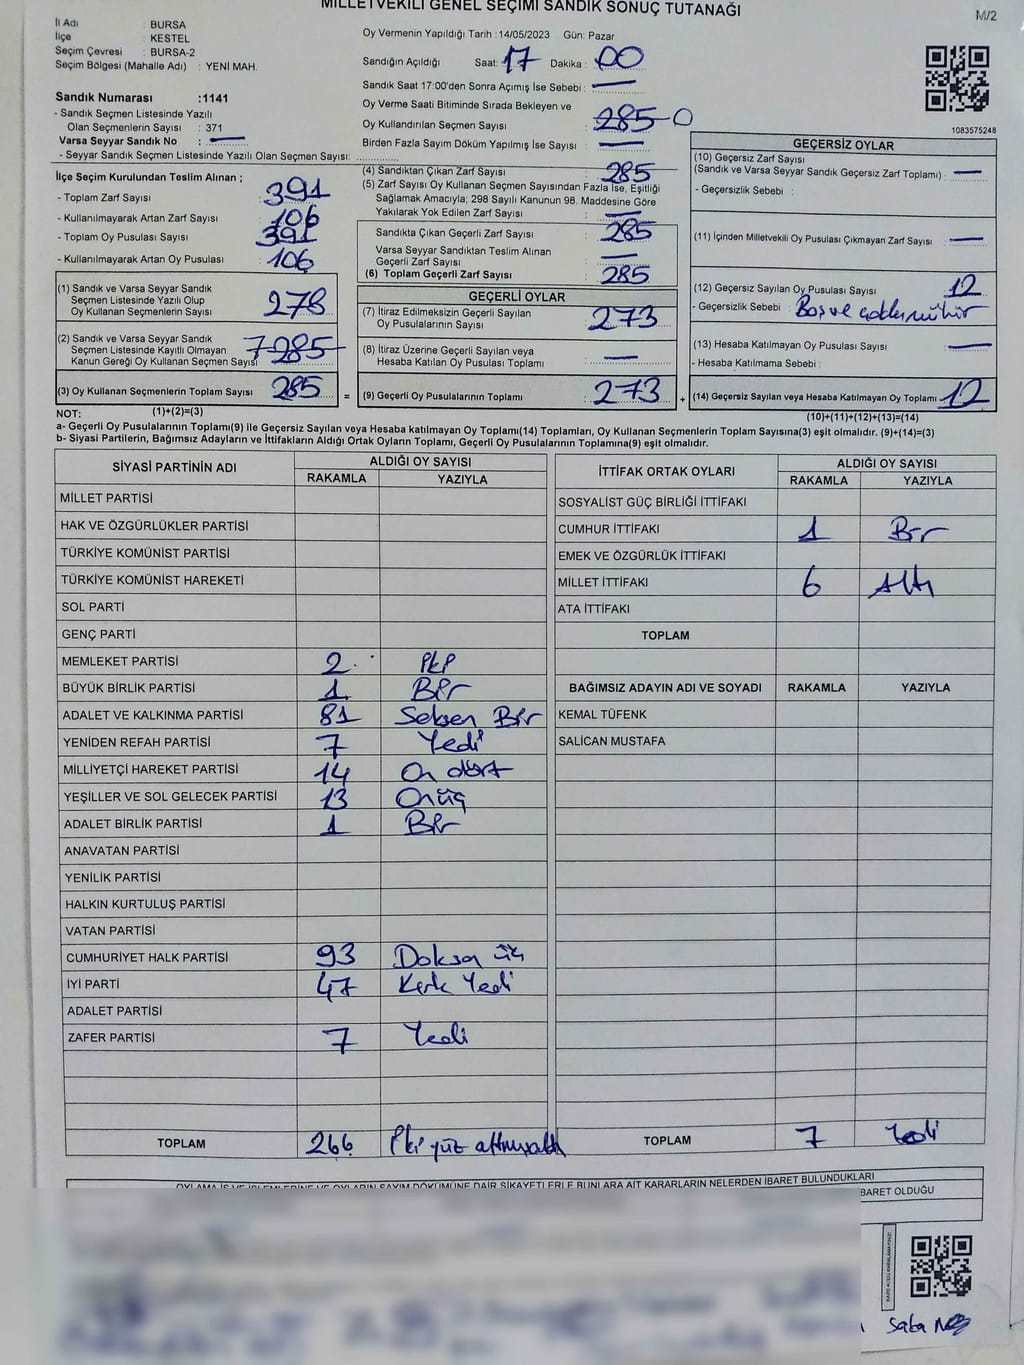 MİLLETVEKİLİ GENEL SEÇİMİ SANDIK SONUÇ TUTANAĞI
M/2
İl Adı : BURSA
İlçe : KESTEL
Seçim Çevresi : BURSA-2
Seçim Bölgesi (Mahalle Adı) : YENİ MAH.
Sandık Numarası :1141
- Sandık Seçmen Listesinde Yazılı
Olan Seçmenlerin Sayısı : 371
Varsa Seyyar Sandık No : —
- Seyyar Sandık Seçmen Listesinde Yazılı Olan Seçmen Sayısı:
Oy Vermenin Yapıldığı Tarih :14/05/2023 Gün: Pazar
Sandığın Açıldığı Saat: 17 Dakika : 00
Sandık Saat 17:00'den Sonra Açımış İse Sebebi : —
Oy Verme Saati Bitiminde Sırada Bekleyen ve
Oy Kullandırılan Seçmen Sayısı : 285 0
Birden Fazla Sayım Döküm Yapılmış İse Sayısı : —
1083575248
İlçe Seçim Kurulundan Teslim Alınan ;
- Toplam Zarf Sayısı : 391
- Kullanılmayarak Artan Zarf Sayısı : 106
- Toplam Oy Pusulası Sayısı : 391
- Kullanılmayarak Artan Oy Pusulası : 106
(1) Sandık ve Varsa Seyyar Sandık
Seçmen Listesinde Yazılı Olup
Oy Kullanan Seçmenlerin Sayısı : 278
(2) Sandık ve Varsa Seyyar Sandık
Seçmen Listesinde Kayıtlı Olmayan
Kanun Gereği Oy Kullanan Seçmen Sayısı : 7 285
(3) Oy Kullanan Seçmenlerin Toplam Sayısı : 285 =
(4) Sandıktan Çıkan Zarf Sayısı : 285
(5) Zarf Sayısı Oy Kullanan Seçmen Sayısından Fazla İse, Eşitliği
Sağlamak Amacıyla; 298 Sayılı Kanunun 98. Maddesine Göre
Yakılarak Yok Edilen Zarf Sayısı : —
Sandıkta Çıkan Geçerli Zarf Sayısı : 285
Varsa Seyyar Sandıktan Teslim Alınan
Geçerli Zarf Sayısı : —
(6) Toplam Geçerli Zarf Sayısı : 285
GEÇERLİ OYLAR
(7) İtiraz Edilmeksizin Geçerli Sayılan
Oy Pusulalarının Sayısı : 273
(8) İtiraz Üzerine Geçerli Sayılan veya
Hesaba Katılan Oy Pusulası Toplamı : —
(9) Geçerli Oy Pusulalarının Toplamı : 273 +
GEÇERSİZ OYLAR
(10) Geçersiz Zarf Sayısı
(Sandık ve Varsa Seyyar Sandık Geçersiz Zarf Toplamı) : —
- Geçersizlik Sebebi :
(11) İçinden Milletvekili Oy Pusulası Çıkmayan Zarf Sayısı : —
(12) Geçersiz Sayılan Oy Pusulası Sayısı : 12
- Geçersizlik Sebebi : Boş ve
(13) Hesaba Katılmayan Oy Pusulası Sayısı : —
- Hesaba Katılmama Sebebi :
(14) Geçersiz Sayılan veya Hesaba Katılmayan Oy Toplamı : 12
NOT: (1)+(2)=(3)
(10)+(11)+(12)+(13)=(14)
a- Geçerli Oy Pusulalarının Toplamı(9) ile Geçersiz Sayılan veya Hesaba Katılmayan Oy Toplamı(14) Toplamları, Oy Kullanan Seçmenlerin Toplam Sayısına(3) eşit olmalıdır. (9)+(14)=(3)
b- Siyasi Partilerin, Bağımsız Adayların ve İttifakların Aldığı Ortak Oyların Toplamı, Geçerli Oy Pusulalarının Toplamına(9) eşit olmalıdır.
SİYASİ PARTİNİN ADI ALDIĞI OY SAYISI
RAKAMLA YAZIYLA
MİLLET PARTİSİ
HAK VE ÖZGÜRLÜKLER PARTİSİ
TÜRKİYE KOMÜNİST PARTİSİ
TÜRKİYE KOMÜNİST HAREKETİ
SOL PARTİ
GENÇ PARTİ
MEMLEKET PARTİSİ 2 İki
BÜYÜK BİRLİK PARTİSİ 1 Bir
ADALET VE KALKINMA PARTİSİ 81 Seksen Bir
YENİDEN REFAH PARTİSİ 7 Yedi
MİLLİYETÇİ HAREKET PARTİSİ 14 On dört
YEŞİLLER VE SOL GELECEK PARTİSİ 13 Onüç
ADALET BİRLİK PARTİSİ 1 Bir
ANAVATAN PARTİSİ
YENİLİK PARTİSİ
HALKIN KURTULUŞ PARTİSİ
VATAN PARTİSİ
CUMHURİYET HALK PARTİSİ 93 Doksan üç
İYİ PARTİ 47 Kırk Yedi
ADALET PARTİSİ
ZAFER PARTİSİ 7 Yedi
TOPLAM 266 İki yüz altmışaltı
İTTİFAK ORTAK OYLARI ALDIĞI OY SAYISI
RAKAMLA YAZIYLA
SOSYALİST GÜÇ BİRLİĞİ İTTİFAKI
CUMHUR İTTİFAKI 1 Bir
EMEK VE ÖZGÜRLÜK İTTİFAKI
MİLLET İTTİFAKI 6 Altı
ATA İTTİFAKI
TOPLAM
BAĞIMSIZ ADAYIN ADI VE SOYADI RAKAMLA YAZIYLA
KEMAL TÜFENK
SALİCAN MUSTAFA
TOPLAM 7 Yedi
OYLAMA İŞ VE İŞLEMLERİNE VE OYLARIN SAYIM DÖKÜMÜNE DAİR ŞİKAYETLERLE BUNLARA AİT KARARLARIN NELERDEN İBARET BULUNDUKLARI
BARET OLDUĞU